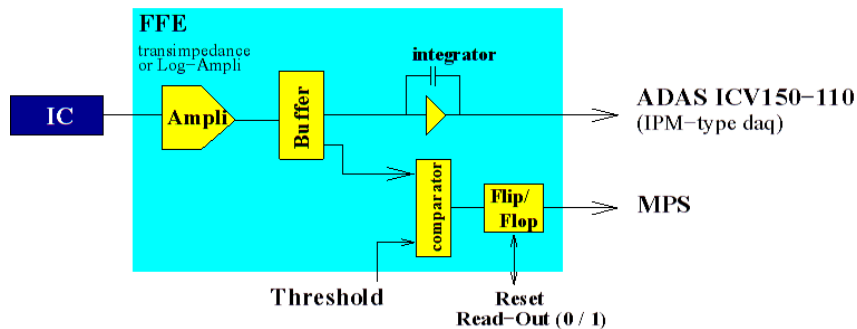 FFE
transimpedance
or Log-Ampli
integrator
IC
Ampli
Buffer
ADAS ICV150-110
(IPM-type daq)
comparator
Flip/
Flop
MPS
Threshold
Reset
Read-Out (0 / 1)